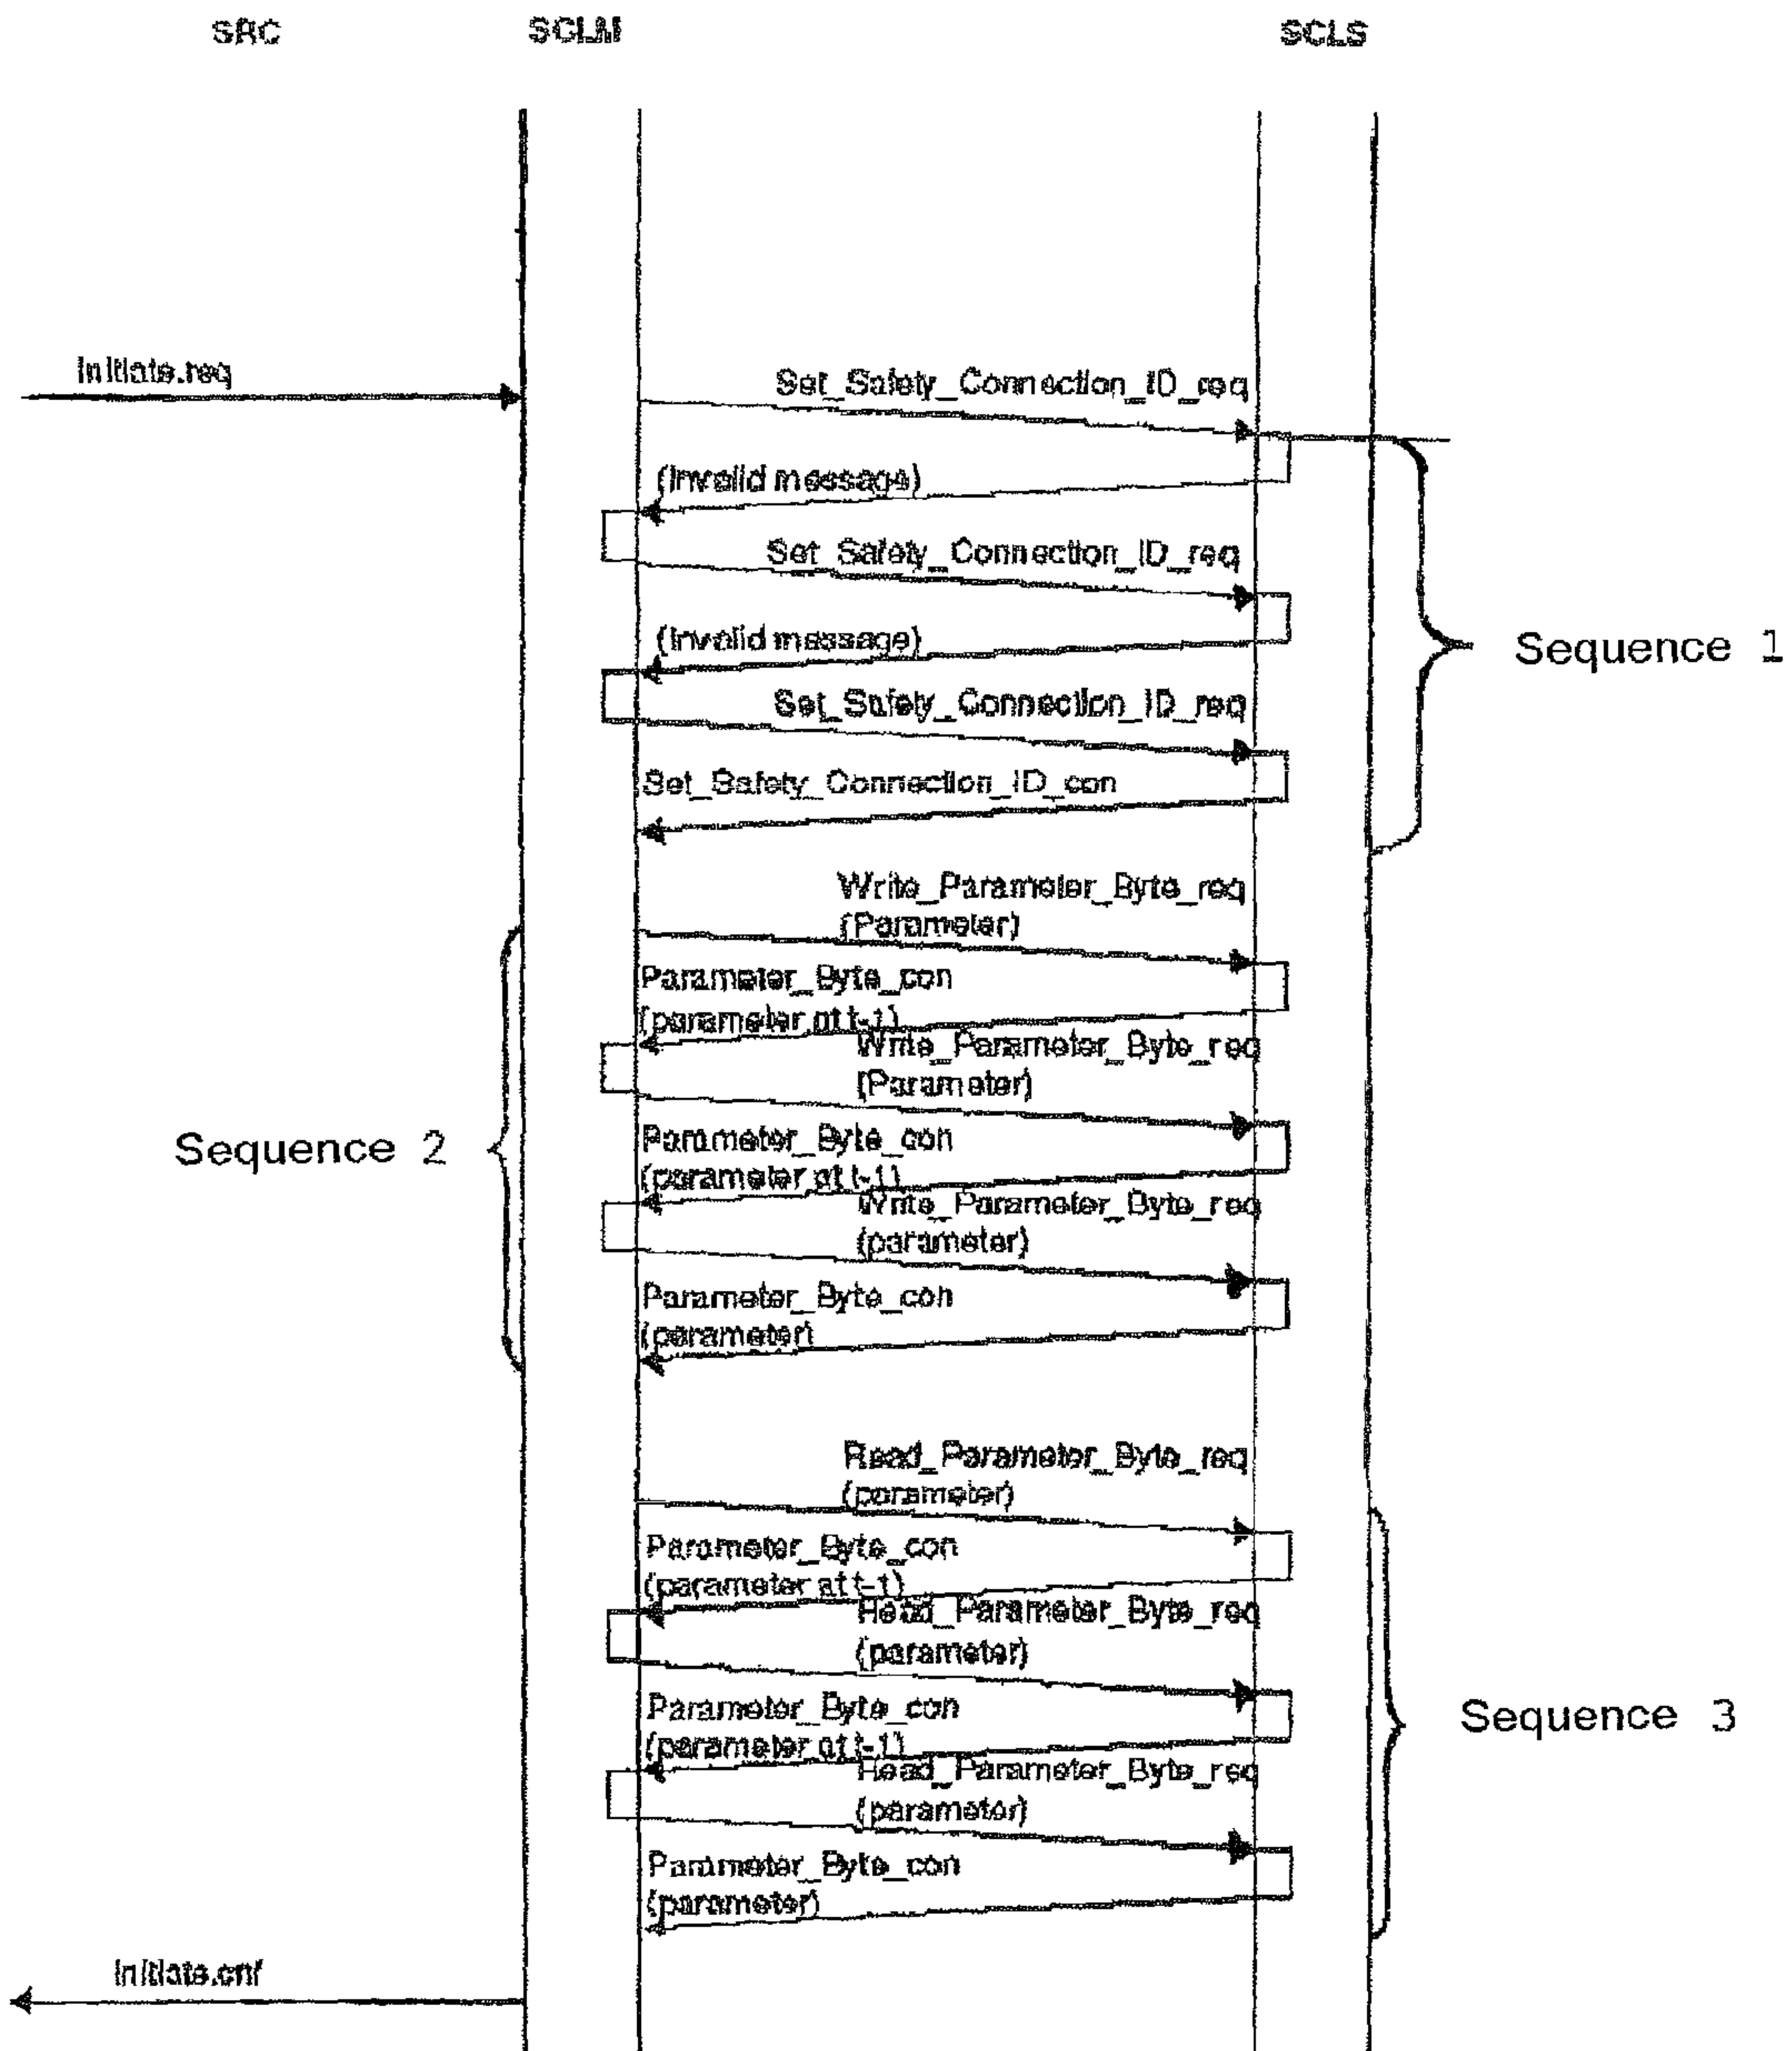 SRC SCLM SCLS
Initiate.req
Set_Safety_Connection_ID_req
(Invalid message)
Set_Safety_Connection_ID_req
(Invalid message)
Sequence 1
Set_Safety_Connection_ID_req
Set_Safety_Connection_ID_con
Write_Parameter_Byte_req
(Parameter)
Parameter_Byte_con
(parameter at t-1)
Write_Parameter_Byte_req
(Parameter)
Sequence 2
Parameter_Byte_con
(parameter at t-1)
Write_Parameter_Byte_req
(parameter)
Parameter_Byte_con
(parameter)
Read_Parameter_Byte_req
(parameter)
Parameter_Byte_con
(parameter at t-1)
Read_Parameter_Byte_req
(parameter)
Parameter_Byte_con
(parameter at t-1)
Sequence 3
Read_Parameter_Byte_req
(parameter)
Parameter_Byte_con
(parameter)
Initiate.cnf